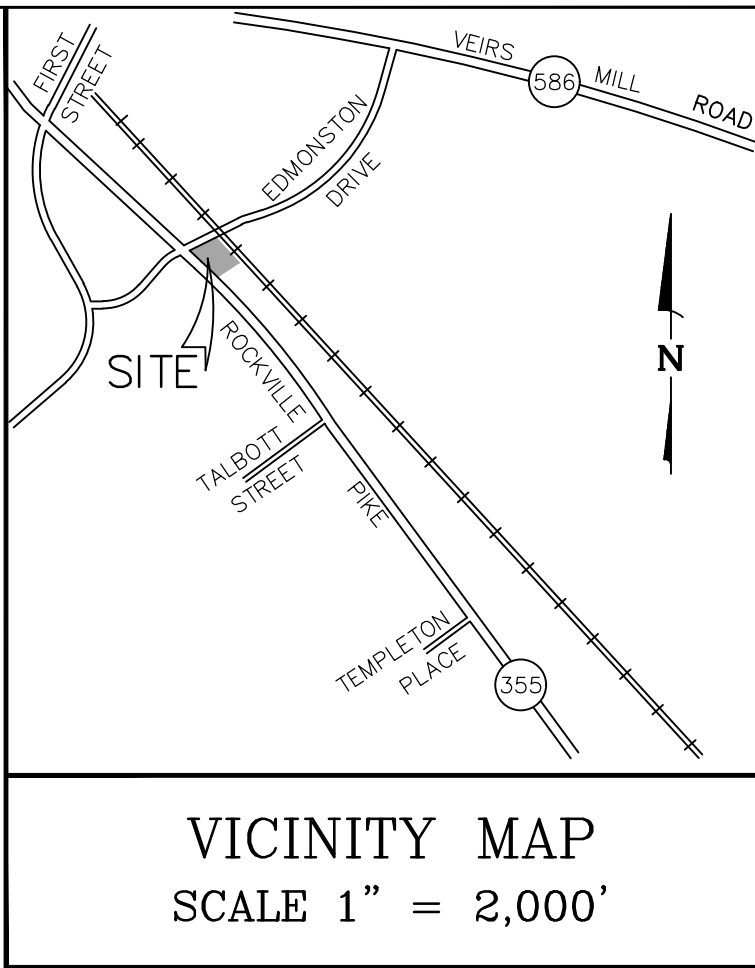 FIRST
STREET
VEIRS
586
MILL
ROAD
EDMONSTON
DRIVE
N
SITE
ROCKVILLE
TALBOTT
STREET
PIKE
TEMPLETON
PLACE
355
VICINITY MAP
SCALE 1” = 2,000’